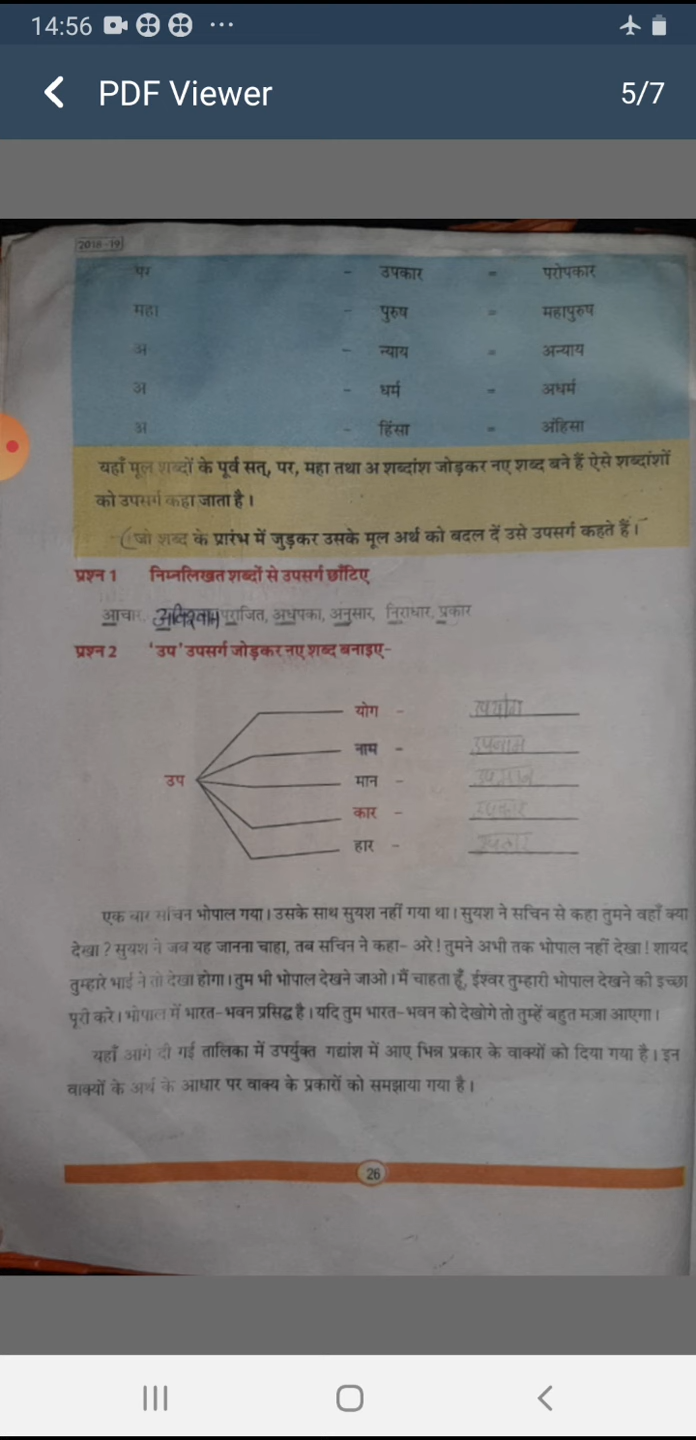 14:56 ...
PDF Viewer 5/7
2018-19
पर - उपकार = परोपकार
महा - पुरुष = महापुरुष
अ - न्याय = अन्याय
अ - धर्म = अधर्म
अ - हिंसा = अंहिसा
यहाँ मूल शब्दों के पूर्व सत्, पर, महा तथा अ शब्दांश जोड़कर नए शब्द बने हैं ऐसे शब्दांशों
को उपसर्ग कहा जाता है।
(जो शब्द के प्रारंभ में जुड़कर उसके मूल अर्थ को बदल दें उसे उपसर्ग कहते हैं।
प्रश्न 1 निम्नलिखत शब्दों से उपसर्ग छाँटिए
आचार, पराजित, अधपका, अनुसार, निराधार, प्रकार
प्रश्न 2 'उप' उपसर्ग जोड़कर नए शब्द बनाइए-
उप
योग - उपयोग
नाम - उपनाम
मान - उपमान
कार - उपकार
हार -
एक बार सचिन भोपाल गया। उसके साथ सुयश नहीं गया था। सुयश ने सचिन से कहा तुमने वहाँ क्या
देखा? सुयश ने जब यह जानना चाहा, तब सचिन ने कहा- अरे! तुमने अभी तक भोपाल नहीं देखा! शायद
तुम्हारे भाई ने तो देखा होगा। तुम भी भोपाल देखने जाओ। मैं चाहता हूँ, ईश्वर तुम्हारी भोपाल देखने की इच्छा
पूरी करे। भोपाल में भारत-भवन प्रसिद्ध है। यदि तुम भारत-भवन को देखोगे तो तुम्हें बहुत मजा आएगा।
यहाँ आगे दी गई तालिका में उपर्युक्त गद्यांश में आए भिन्न प्रकार के वाक्यों को दिया गया है। इन
वाक्यों के अर्थ के आधार पर वाक्य के प्रकारों को समझाया गया है।
26